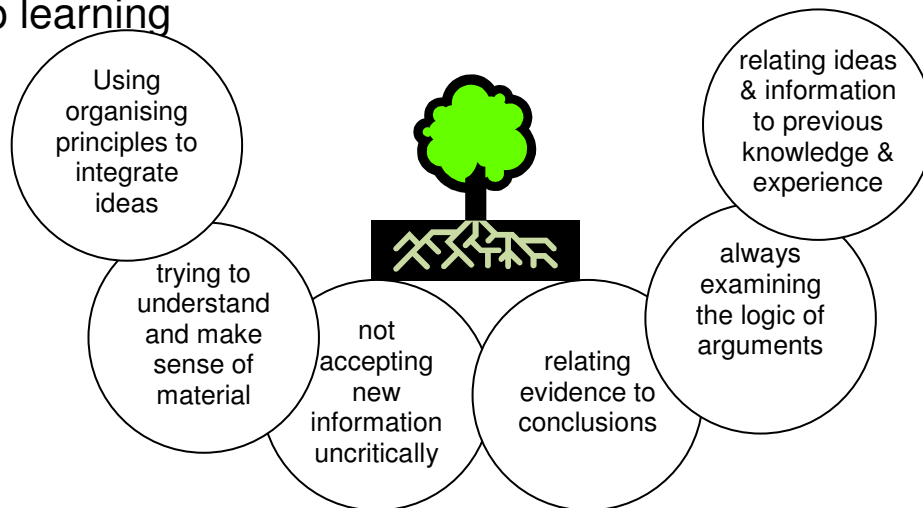 learning
Using
organising
principles to
integrate
ideas
trying to
understand
and make
sense of
material
not
accepting
new
information
uncritically
relating
evidence to
conclusions
always
examining
the logic of
arguments
relating ideas
& information
to previous
knowledge &
experience